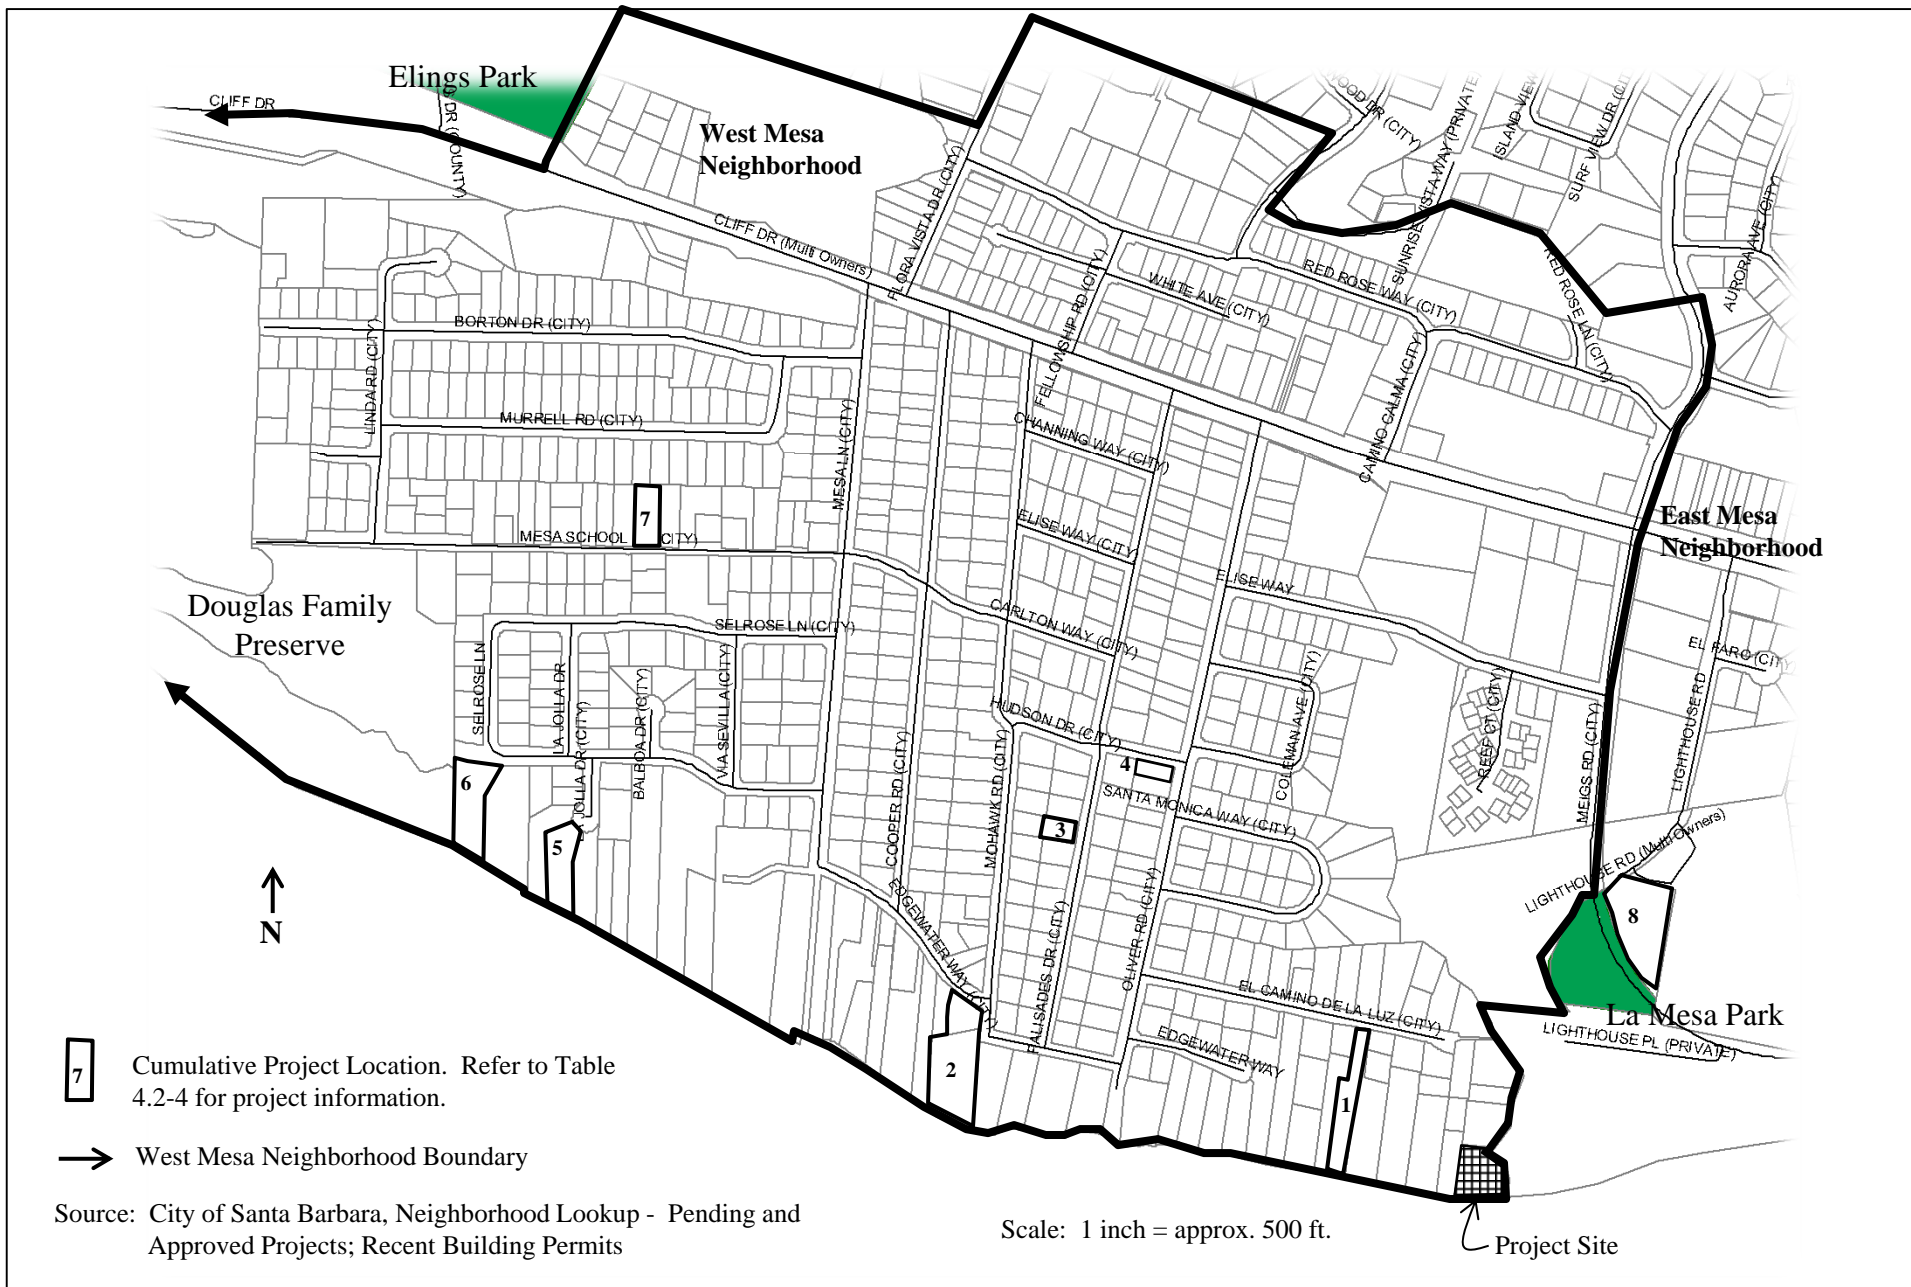 Elings Park
CLIFF DR
DR (COUNTY)
West Mesa
Neighborhood
CLIFF DR (Multi Owners)
FLORA VISTA DR (CITY)
OOD DR (CITY)
SUNRISE VISTA WAY (PRIVATE
ISLAND VIEW
SURF VIEW DR (CIT
AURORA AVE (CITY)
RED ROSE WAY (CITY)
RED ROSE LN (CITY)
WHITE AVE (CITY)
FELLOWSHIP RD (CITY)
CAMINO CALMA (CITY)
BORTON DR (CITY)
LINDA RD (CITY)
MURRELL RD (CITY)
MESA LN (CITY)
CHANNING WAY (CITY)
7
MESA SCHOOL
CITY)
ELISE WAY (CITY
ELISE WAY
East Mesa
Neighborhood
Douglas Family
Preserve
SELROSE LN (CITY)
CARLTON WAY (CITY)
EL FARO (CITY
SELROSE LN
LA JOLLA DR
LA JOLLA DR (CITY)
BALBOA DR (CITY)
VIA SEVILLA (CITY)
HUDSON DR (CITY)
COLEMAN AVE (CITY)
REEF CT (CITY)
MEIGS RD (CITY)
LIGHTHOUSE RD
6
5
4
3
COOPER RD (CITY)
MOHAWK RD (CITY)
SANTA MONICA WAY (CITY)
LIGHTHOUSE RD (Multi Owners)
8
EDGEWATER WAY (CITY)
PALISADES DR (CITY)
OLIVER RD (CITY)
EL CAMINO DE LA LUZ (CITY)
EDGEWATER WAY
La Mesa Park
LIGHTHOUSE PL (PRIVATE)
N
2
1
7
Cumulative Project Location. Refer to Table
4.2-4 for project information.
West Mesa Neighborhood Boundary
Source: City of Santa Barbara, Neighborhood Lookup - Pending and
Approved Projects; Recent Building Permits
Scale: 1 inch = approx. 500 ft.
Project Site